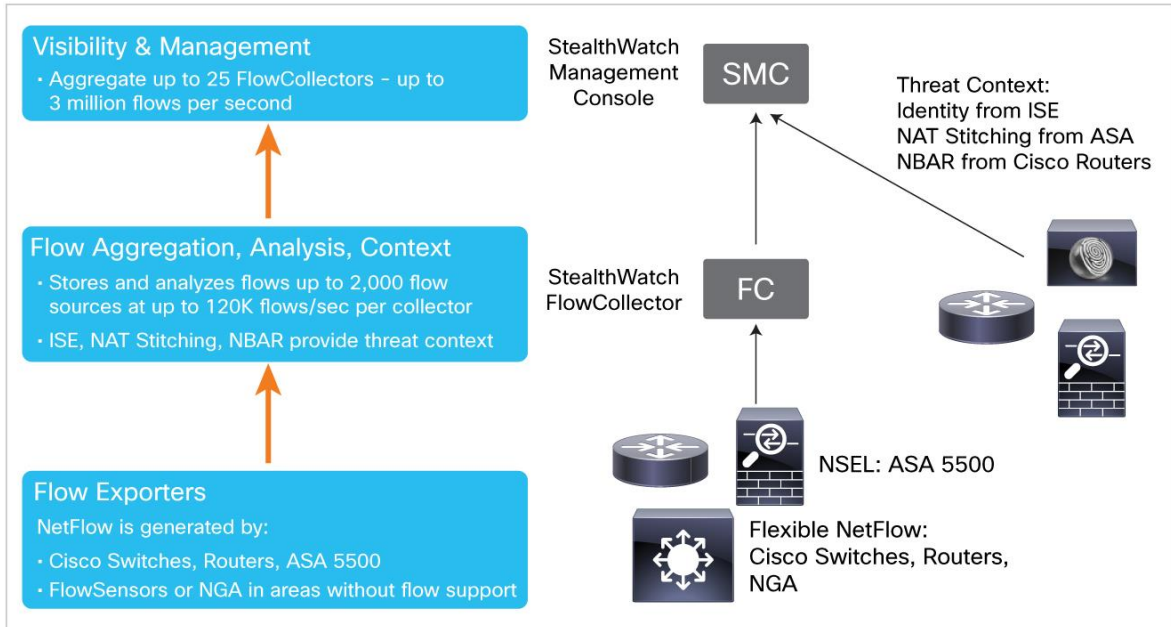 Visibility & Management
· Aggregate up to 25 FlowCollectors - up to
3 million flows per second
Flow Aggregation, Analysis, Context
· Stores and analyzes flows up to 2,000 flow
sources at up to 120K flows/sec per collector
· ISE, NAT Stitching, NBAR provide threat context
Flow Exporters
NetFlow is generated by:
· Cisco Switches, Routers, ASA 5500
· FlowSensors or NGA in areas without flow support
StealthWatch
Management
Console
SMC
Threat Context:
Identity from ISE
NAT Stitching from ASA
NBAR from Cisco Routers
StealthWatch
FlowCollector
FC
NSEL: ASA 5500
Flexible NetFlow:
Cisco Switches, Routers,
NGA